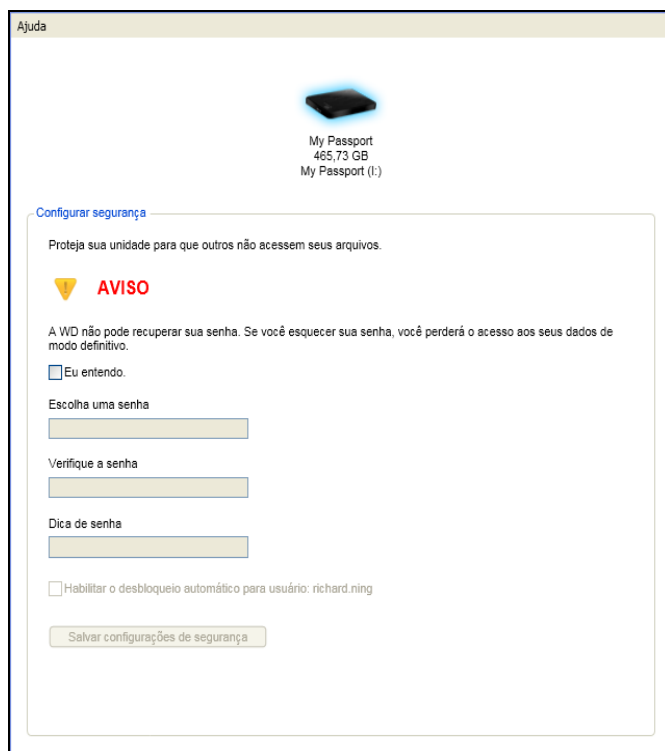 Ajuda
My Passport
465,73 GB
My Passport (I:)
Configurar segurança
Proteja sua unidade para que outros não acessem seus arquivos.
AVISO
A WD não pode recuperar sua senha. Se você esquecer sua senha, você perderá o acesso aos seus dados de
modo definitivo.
Eu entendo.
Escolha uma senha
Verifique a senha
Dica de senha
Habilitar o desbloqueio automático para usuário: richard.ning
Salvar configurações de segurança